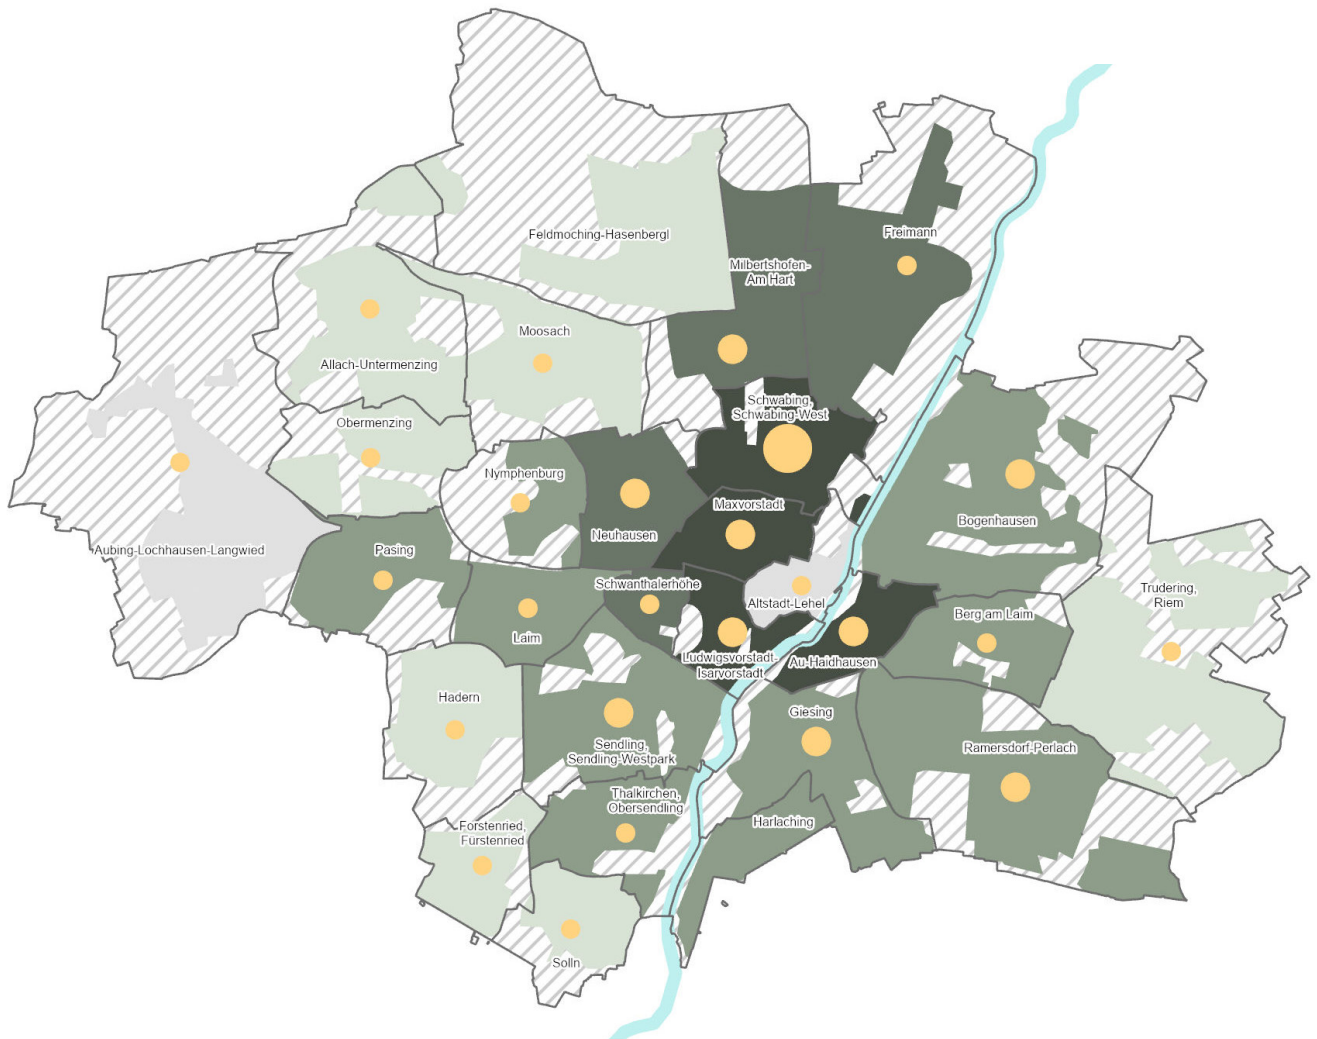 Freimann
Feldmoching-Hasenbergl
Milbertshofen-
Am Hart
Moosach
Allach-Untermenzing
Schwabing,
Schwabing-West
Obermenzing
Nymphenburg
Maxvorstadt
Bogenhausen
Neuhausen
Pasing
Aubing-Lochhausen-Langwied
Schwanthalerhöhe
Trudering,
Riem
Altstadt-Lehel
Berg am Laim
Laim
Ludwigsvorstadt-
Isarvorstadt
Au-Haidhausen
Hadern
Giesing
Sendling,
Sendling-Westpark
Ramersdorf-Perlach
Thalkirchen,
Obersendling
Harlaching
Forstenried,
Fürstenried
Solln